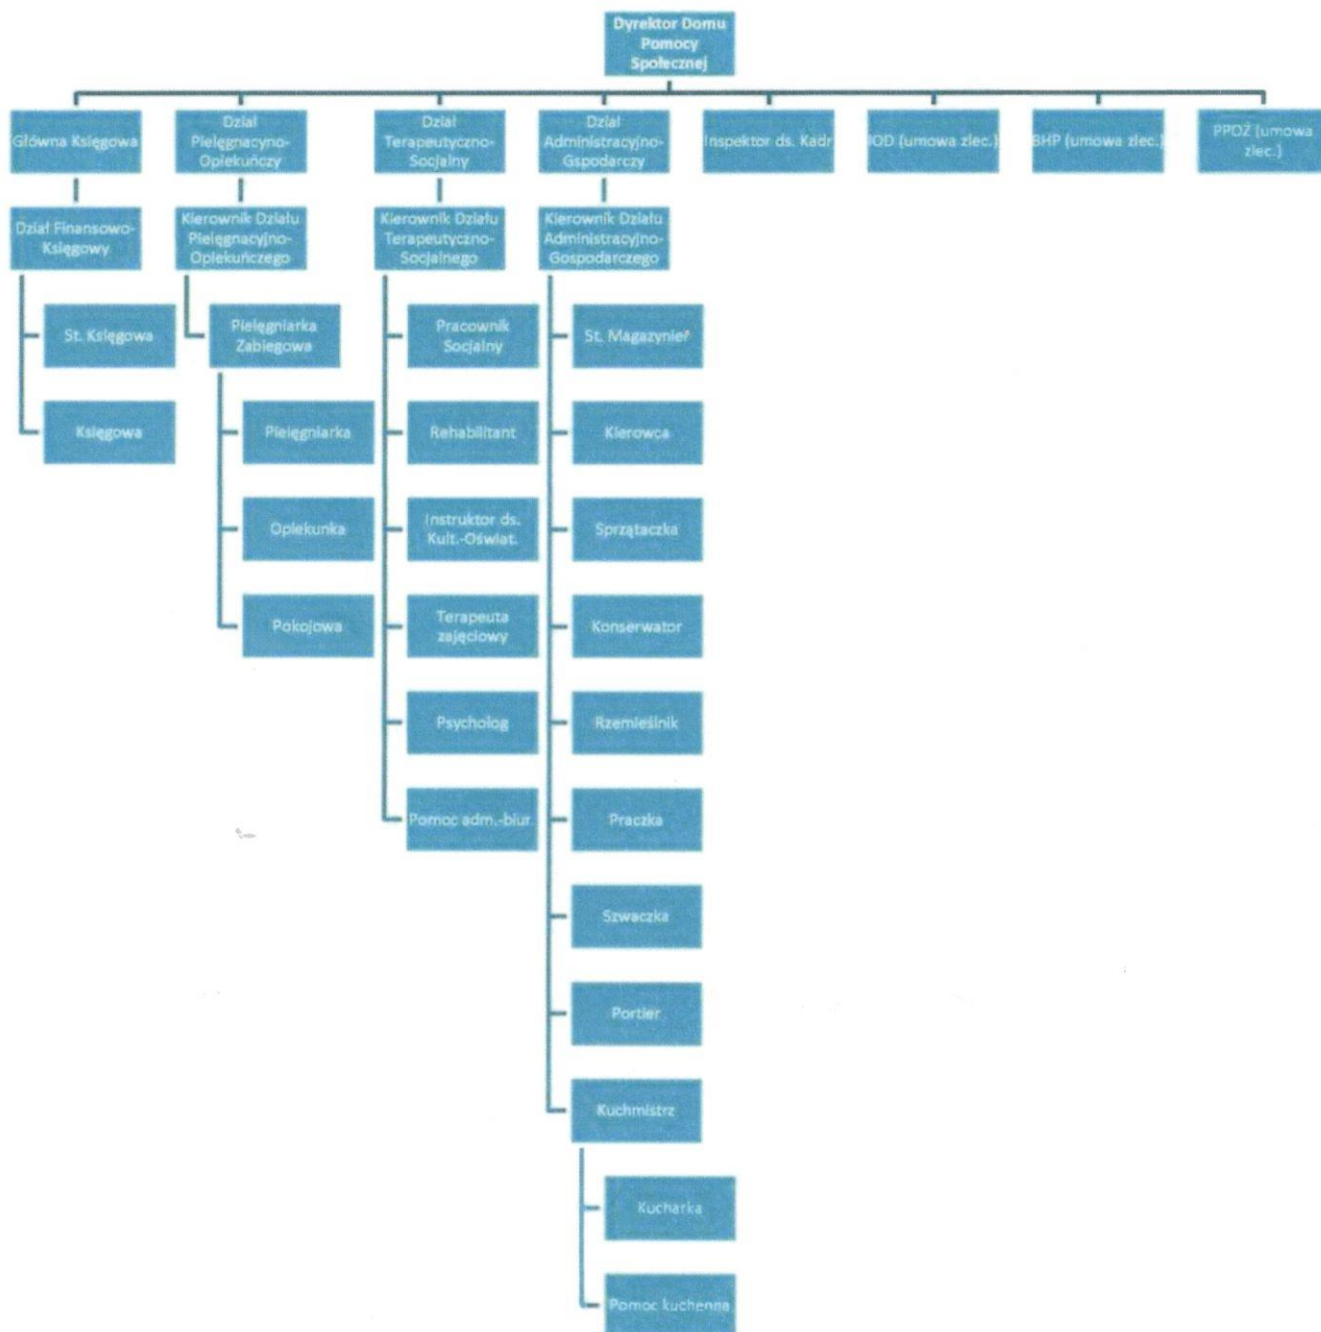 Dyrektor Domu
Pomocy
Społecznej
Główna Księgowa
Dział
Pielęgnacyno-
Opiekuńczy
Dział
Terapeutyczno-
Socjalny
Dział
Administracyjno-
Gspodarczy
Inspektor ds. Kadr
IOD (umowa zlec.)
BHP (umowa zlec.)
PPOŻ (umowa
zlec.)
Dział Finansowo-
Księgowy
Kierownik Działu
Pielęgnacyjno-
Opiekuńczego
Kierownik Działu
Terapeutyczno-
Socjalnego
Kierownik Działu
Administracyjno-
Gospodarczego
St. Księgowa
Pielęgniarka
Zabiegowa
Pracownik
Socjalny
St. Magazynier
Księgowa
Pielęgniarka
Rehabilitant
Kierowca
Opiekunka
Instruktor ds.
Kult.-Oświat.
Sprzątaczka
Pokojowa
Terapeuta
zajęciowy
Konserwator
Psycholog
Rzemieślnik
Pomoc adm.-biur.
Praczka
Szwaczka
Portier
Kuchmistrz
Kucharka
Pomoc kuchenna